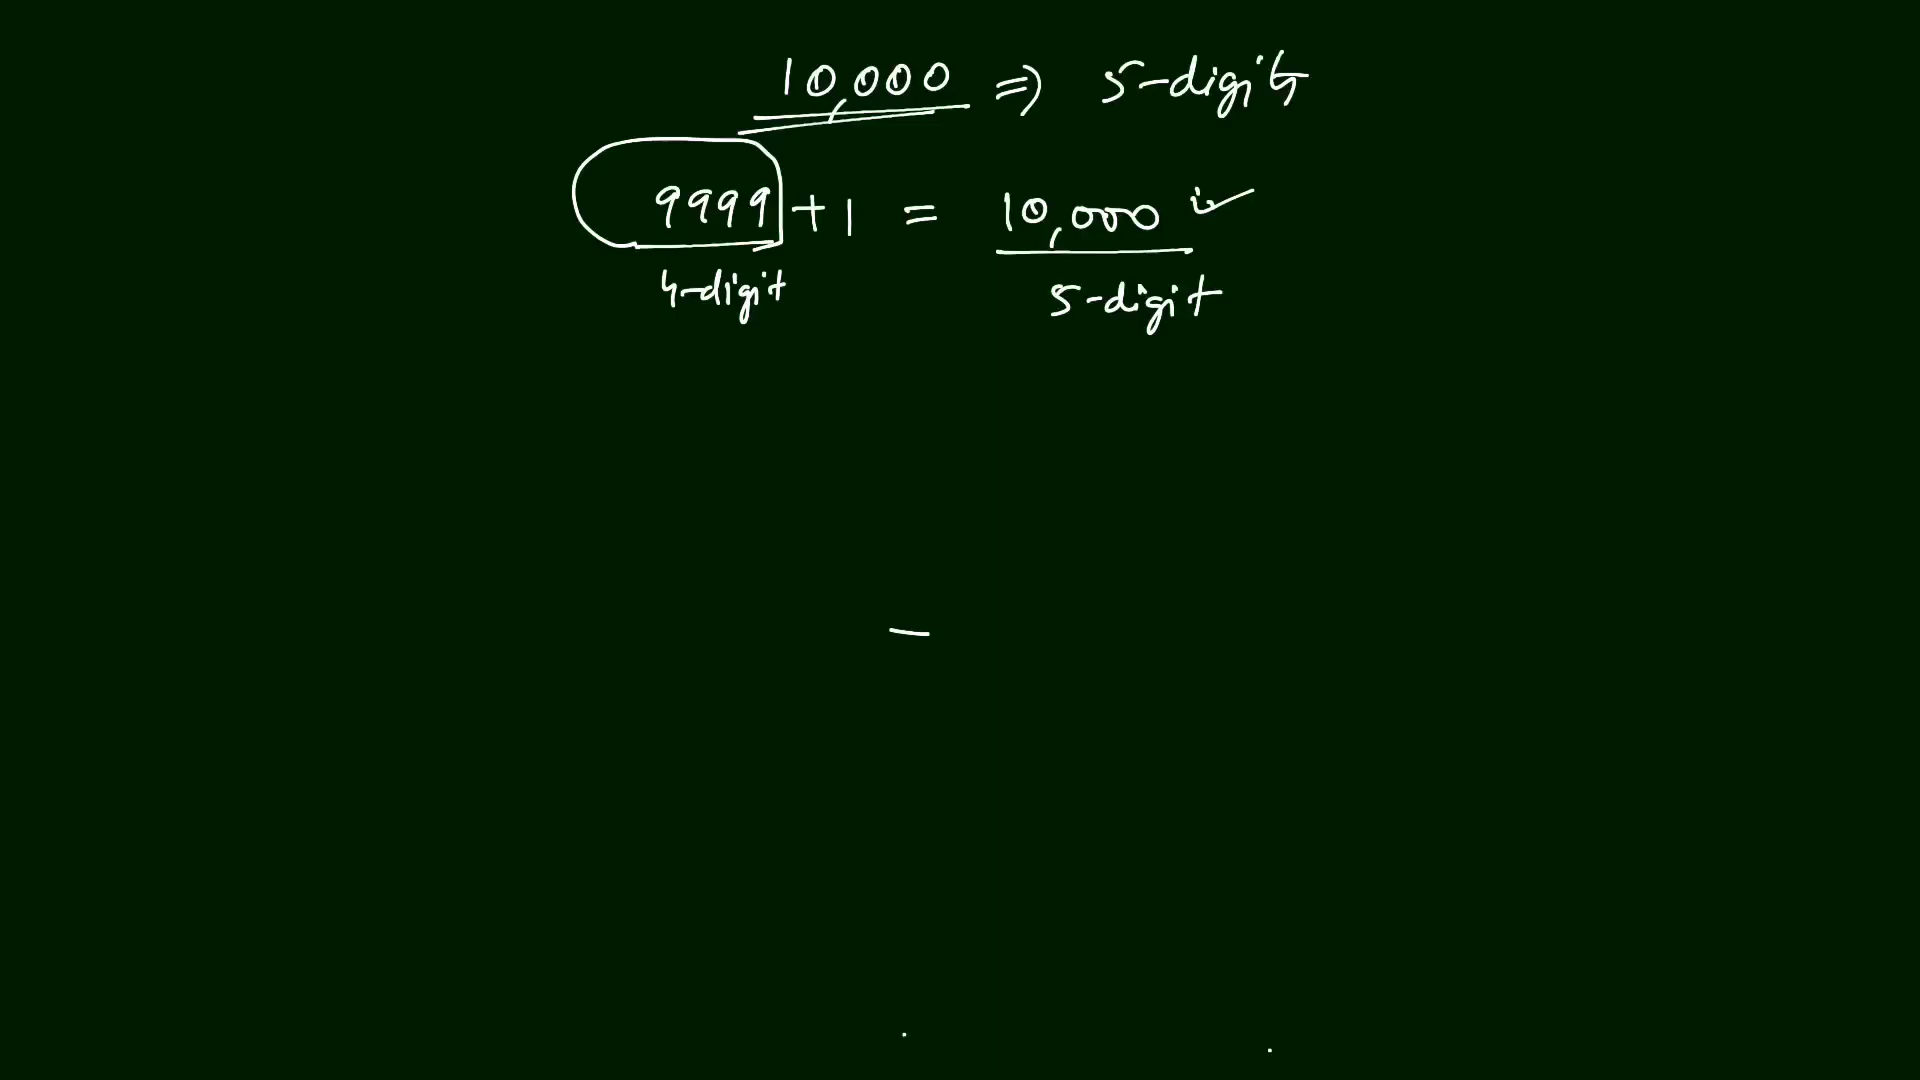 10,000 ⇒ 5-digit
9999 + 1 = 10,000 ✓
4-digit 5-digit